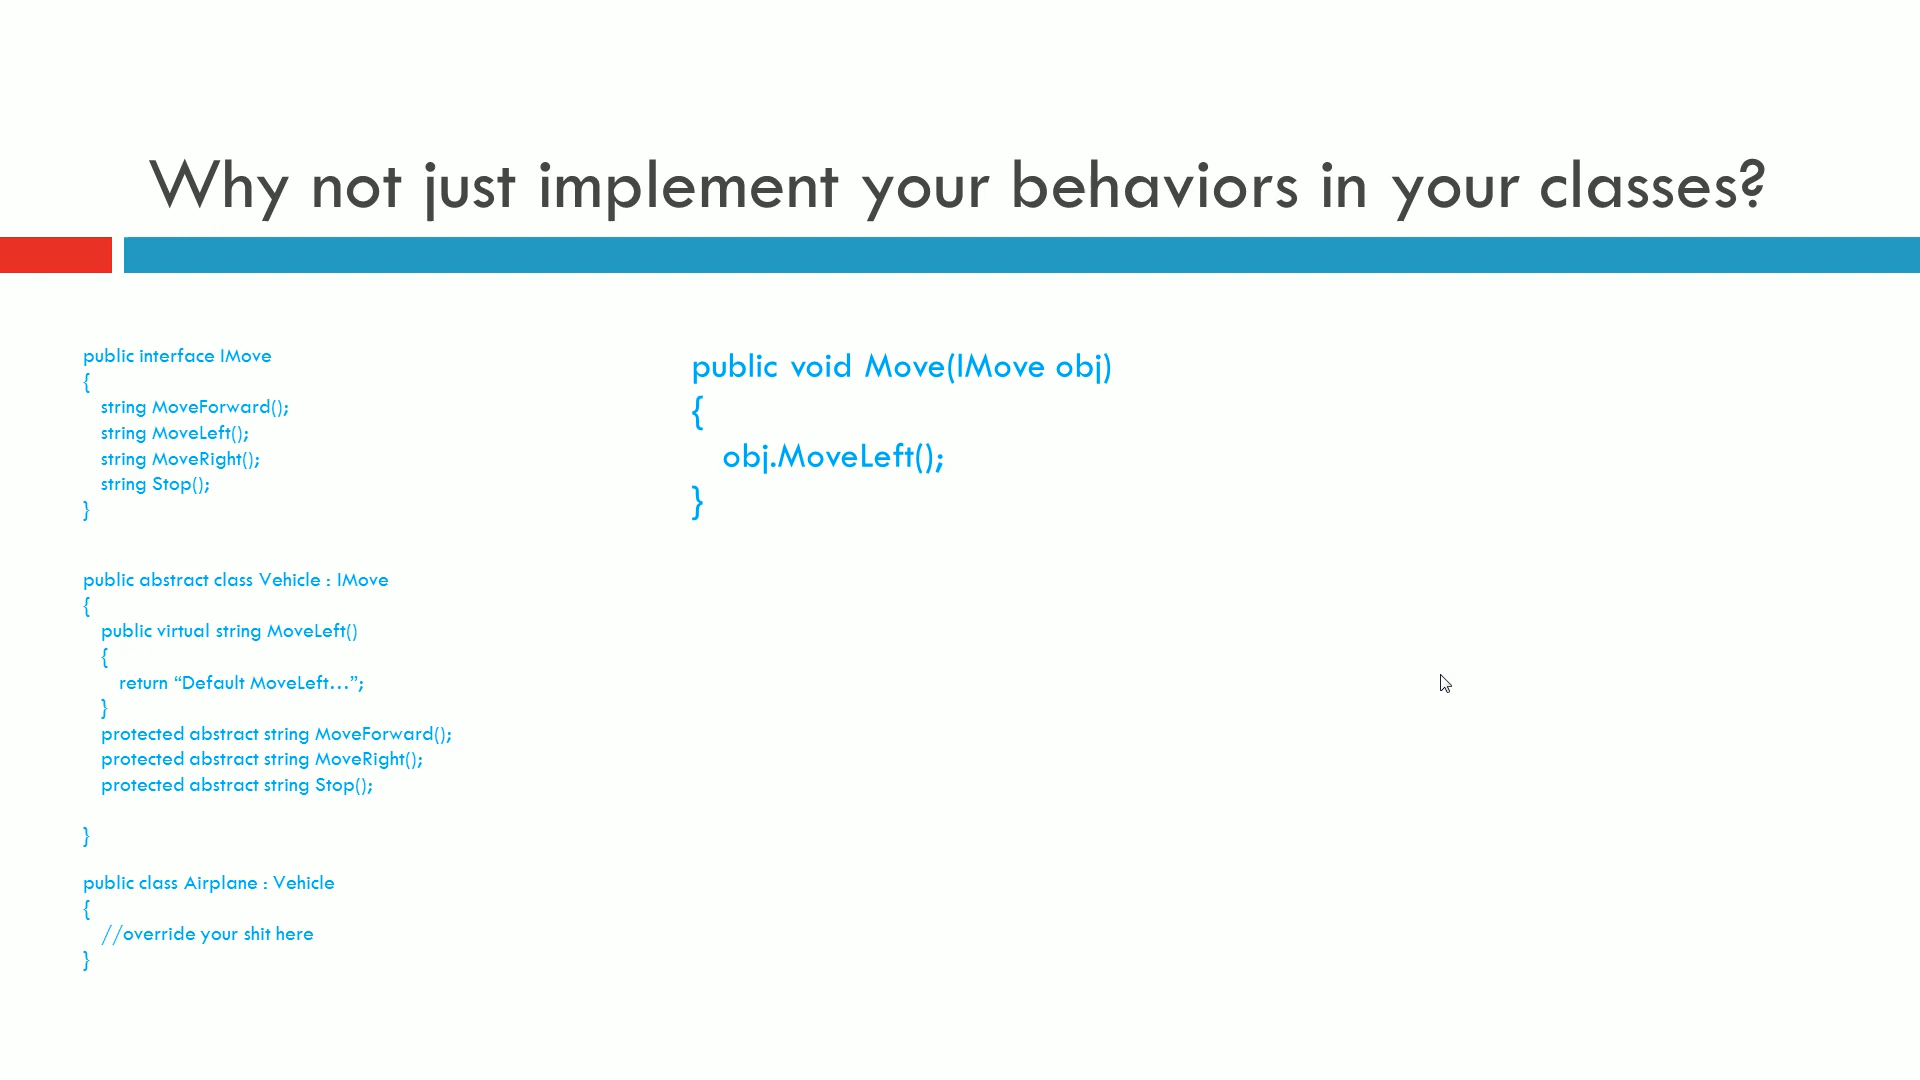 Why not just implement your behaviors in your classes?
public interface IMove
{
string MoveForward();
string MoveLeft();
string MoveRight();
string Stop();
}
public abstract class Vehicle : IMove
{
public virtual string MoveLeft()
{
return “Default MoveLeft…”;
}
protected abstract string MoveForward();
protected abstract string MoveRight();
protected abstract string Stop();
}
public class Airplane : Vehicle
{
//override your shit here
}
public void Move(IMove obj)
{
obj.MoveLeft();
}